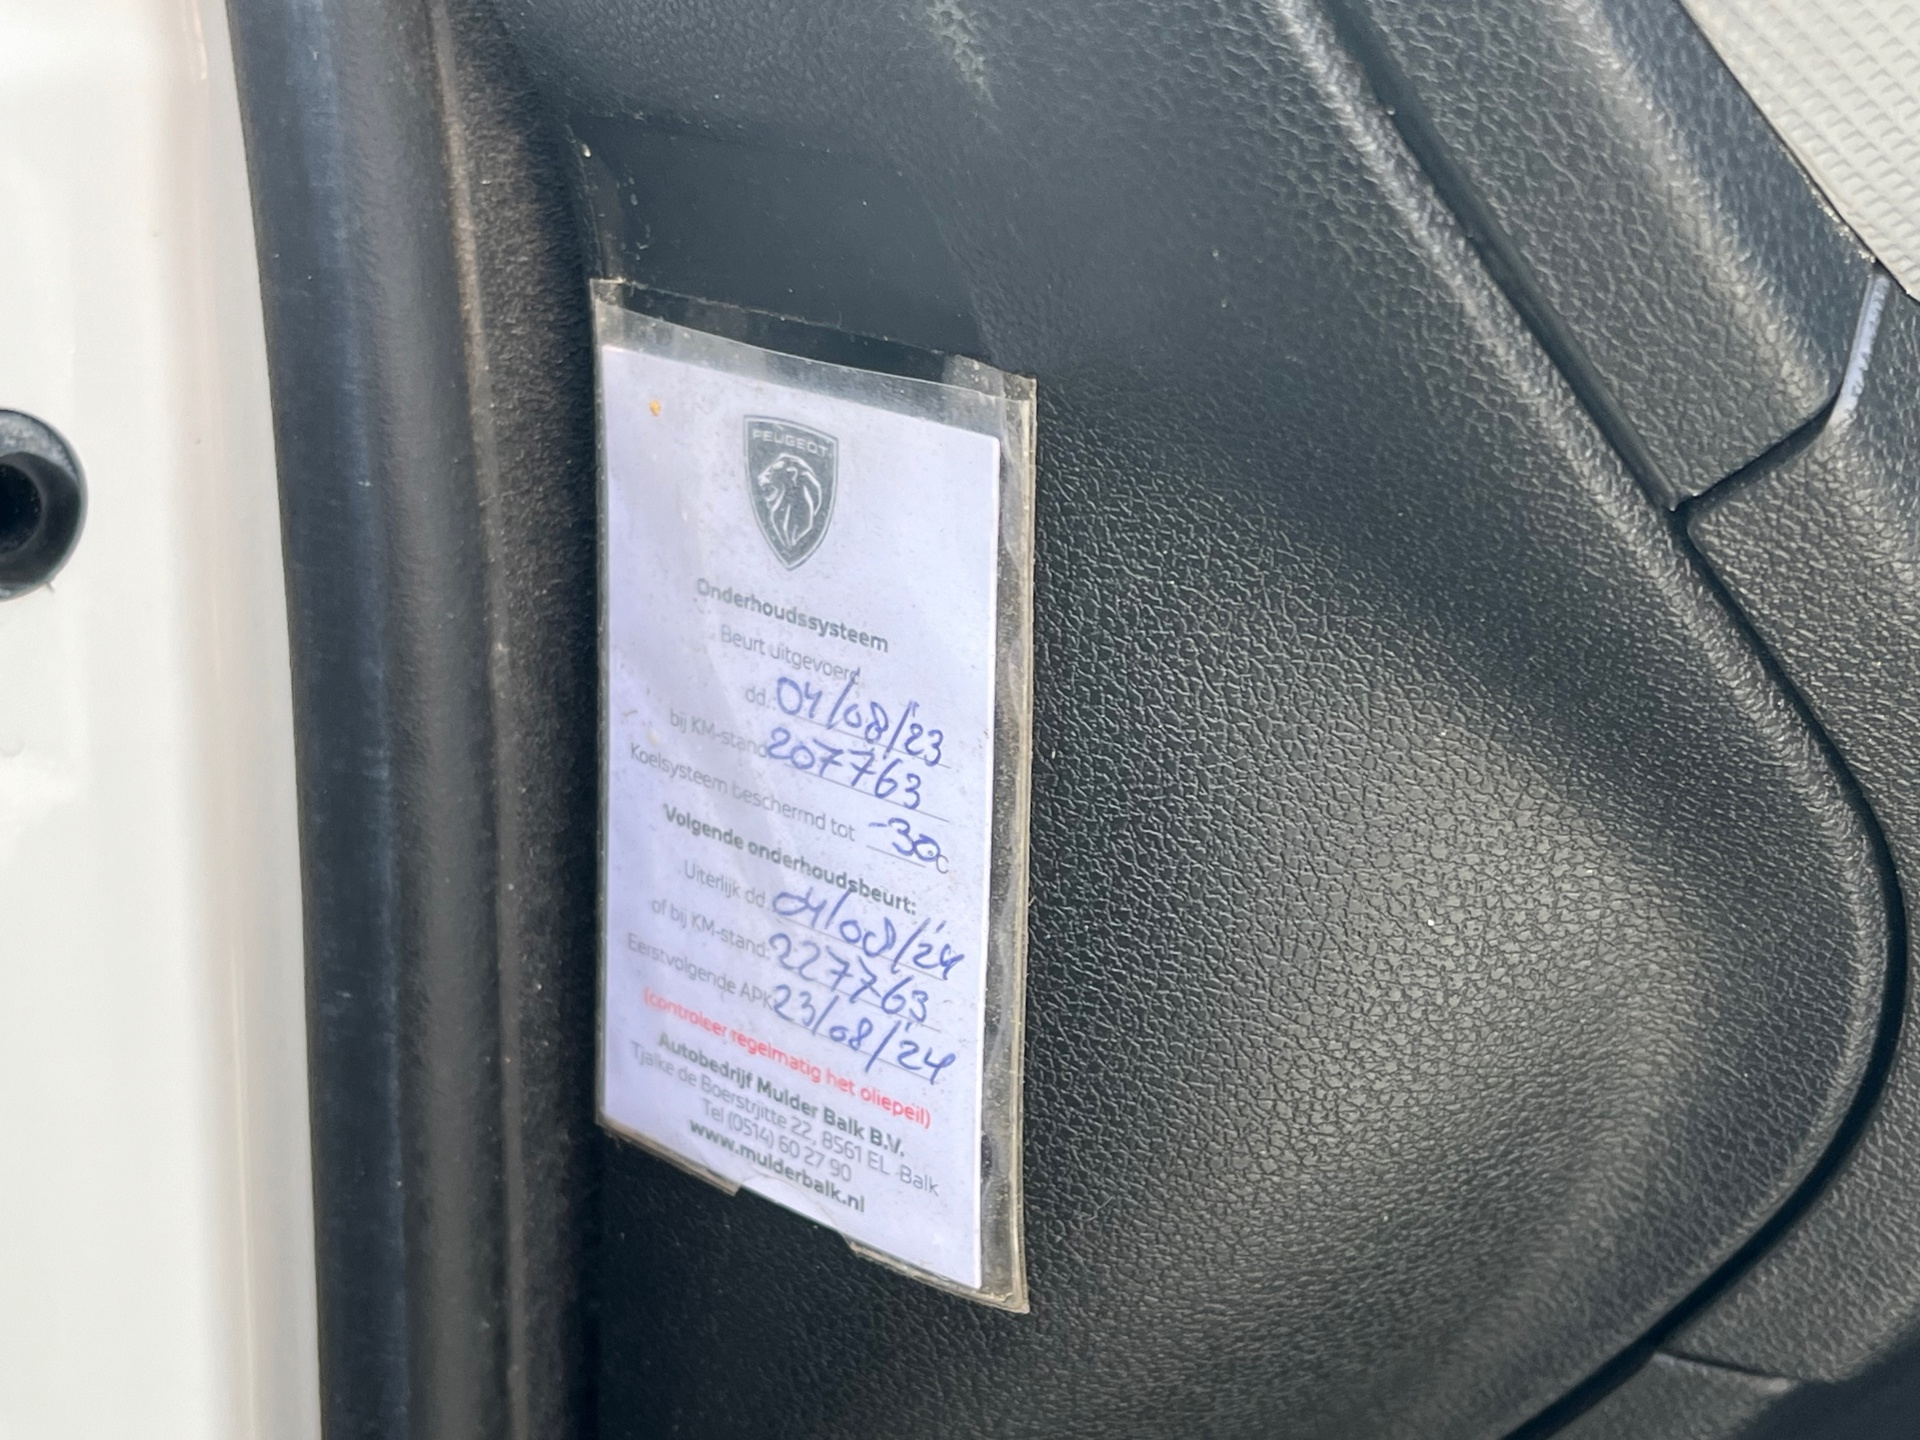 PEUGEOT
Onderhoudssysteem
Beurt uitgevoerd
dd. 04/08/'23
bij KM-stand 207763
Koelsysteem beschermd tot -30c
Volgende onderhoudsbeurt:
Uiterlijk dd. 04/08/'24
of bij KM-stand: 227763
Eerstvolgende APK 23/08/'24
(controleer regelmatig het oliepeil)
Autobedrijf Mulder Balk B.V.
Tjalke de Boerstrjitte 22, 8561 EL Balk
Tel (0514) 60 27 90
www.mulderbalk.nl